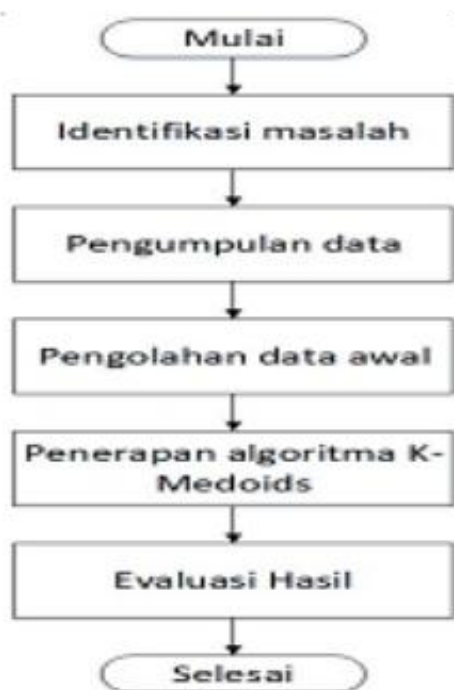 Mulai
Identifikasi masalah
Pengumpulan data
Pengolahan data awal
Penerapan algoritma K-
Medoids
Evaluasi Hasil
Selesai